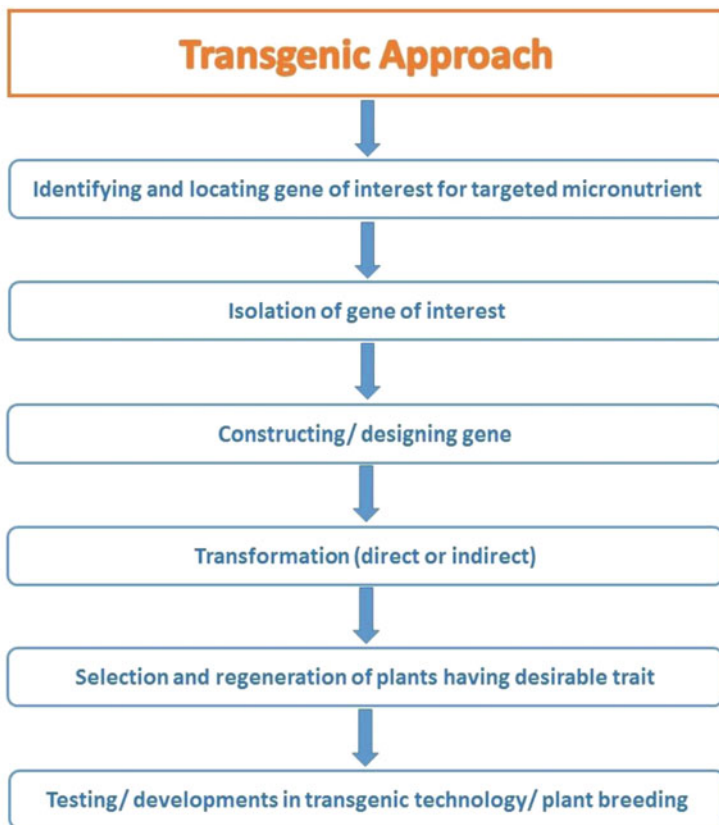 Transgenic Approach
Identifying and locating gene of interest for targeted micronutrient
Isolation of gene of interest
Constructing/ designing gene
Transformation (direct or indirect)
Selection and regeneration of plants having desirable trait
Testing/ developments in transgenic technology/ plant breeding